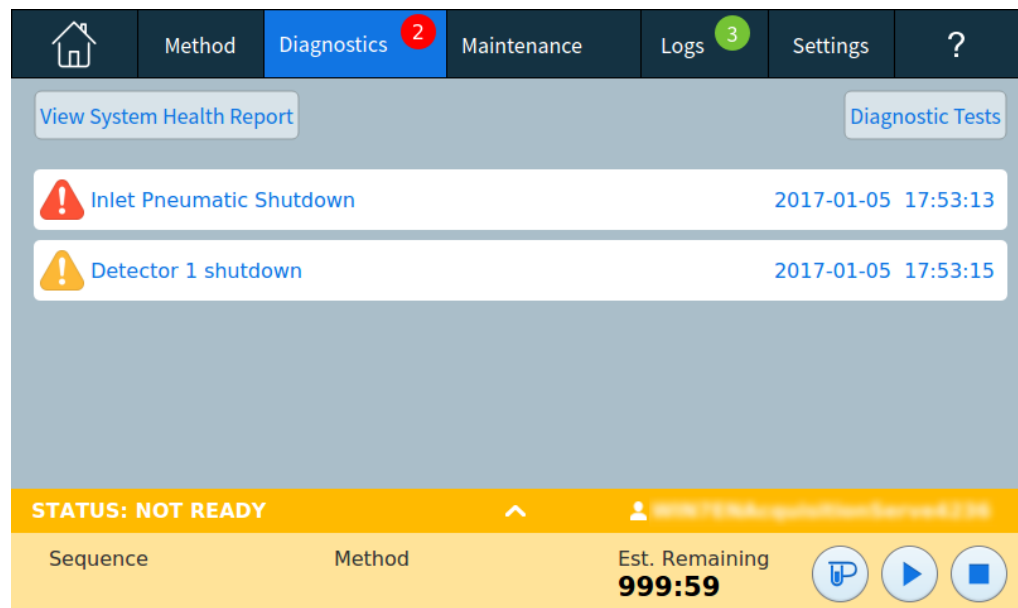 Method Diagnostics 2 Maintenance Logs 3 Settings ?
View System Health Report Diagnostic Tests
Inlet Pneumatic Shutdown 2017-01-05 17:53:13
Detector 1 shutdown 2017-01-05 17:53:15
STATUS: NOT READY
Sequence Method Est. Remaining
999:59